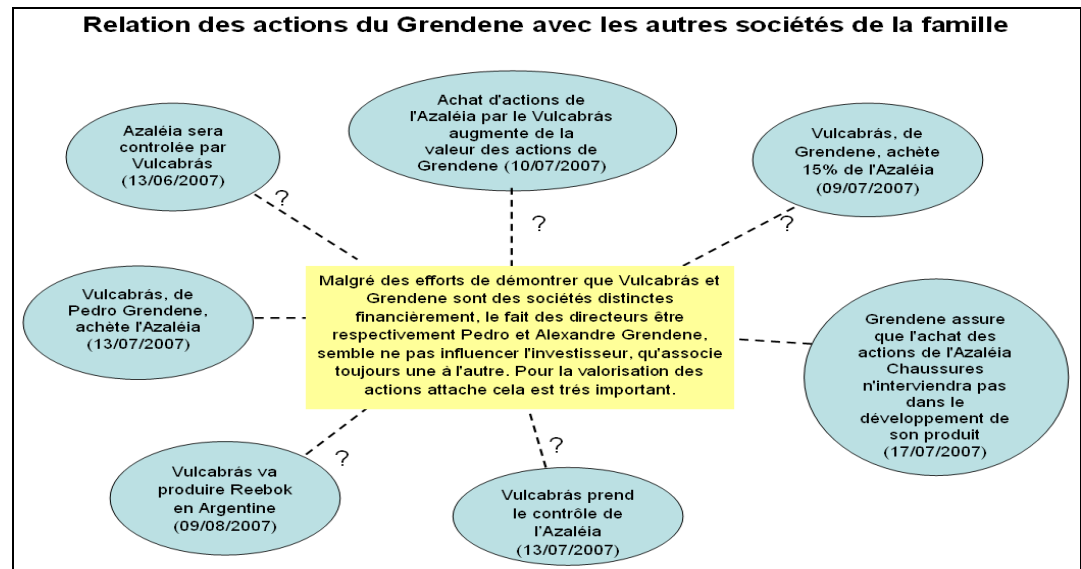 Relation des actions du Grendene avec les autres sociétés de la famille
Azaléia sera
controlée par
Vulcabrás
(13/06/2007)
Achat d'actions de
l'Azaléia par le Vulcabrás
augmente de la
valeur des actions de
Grendene (10/07/2007)
Vulcabrás, de
Grendene, achète
15% de l'Azaléia
(09/07/2007)
?
?
?
Vulcabrás, de
Pedro Grendene,
achète l'Azaléia
(13/07/2007)
Malgré des efforts de démontrer que Vulcabrás et
Grendene sont des sociétés distinctes
financièrement, le fait des directeurs être
respectivement Pedro et Alexandre Grendene,
semble ne pas influencer l'investisseur, qu'associe
toujours une á l'autre. Pour la valorisation des
actions attache cela est trés important.
Grendene assure
que l'achat des
actions de l'Azaléia
Chaussures
n'interviendra pas
dans le
développement de
son produit
(17/07/2007)
?
?
Vulcabrás va
produire Reebok
en Argentine
(09/08/2007)
Vulcabrás prend
le contrôle de
l'Azaléia
(13/07/2007)